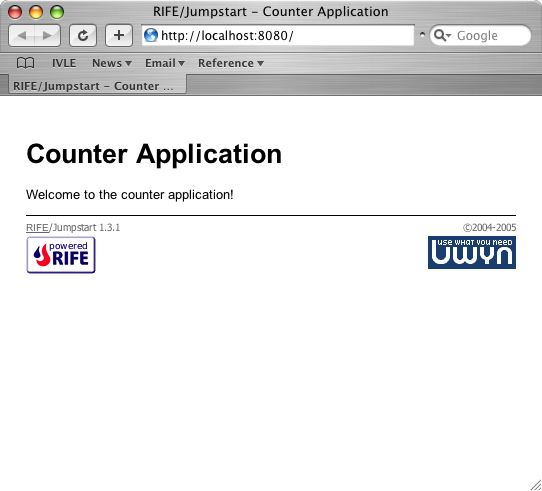 RIFE/Jumpstart - Counter Application
http://localhost:8080/
Google
IVLE News Email Reference
RIFE/Jumpstart - Counter ...
Counter Application
Welcome to the counter application!
RIFE/Jumpstart 1.3.1 ©2004-2005
powered
RIFE
USE WHAT YOU NEED
Uwyn